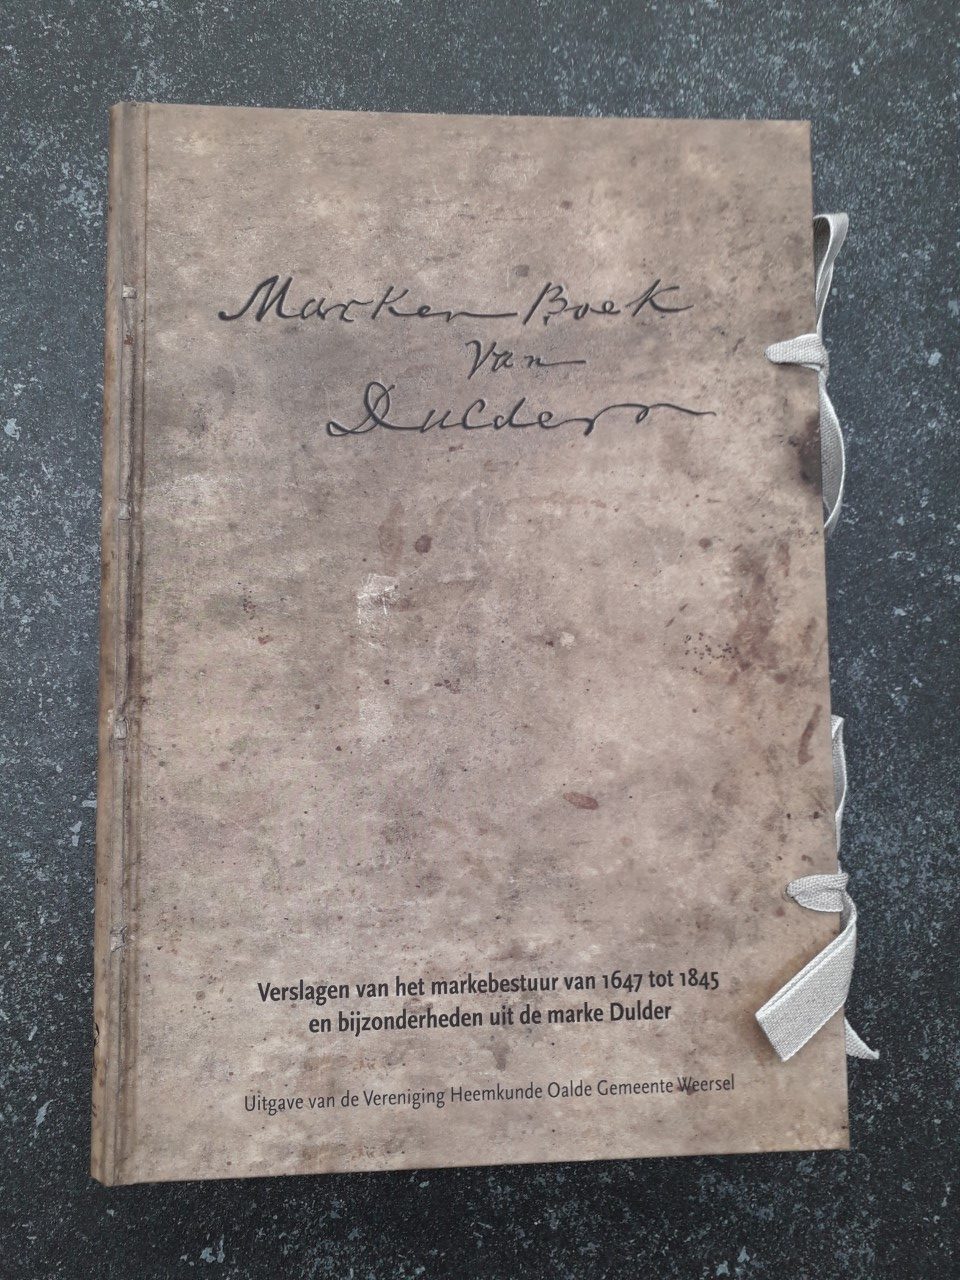 Marken Boek
van
Dulder
Verslagen van het markebestuur van 1647 tot 1845
en bijzonderheden uit de marke Dulder
Uitgave van de Vereniging Heemkunde Oalde Gemeente Weersel